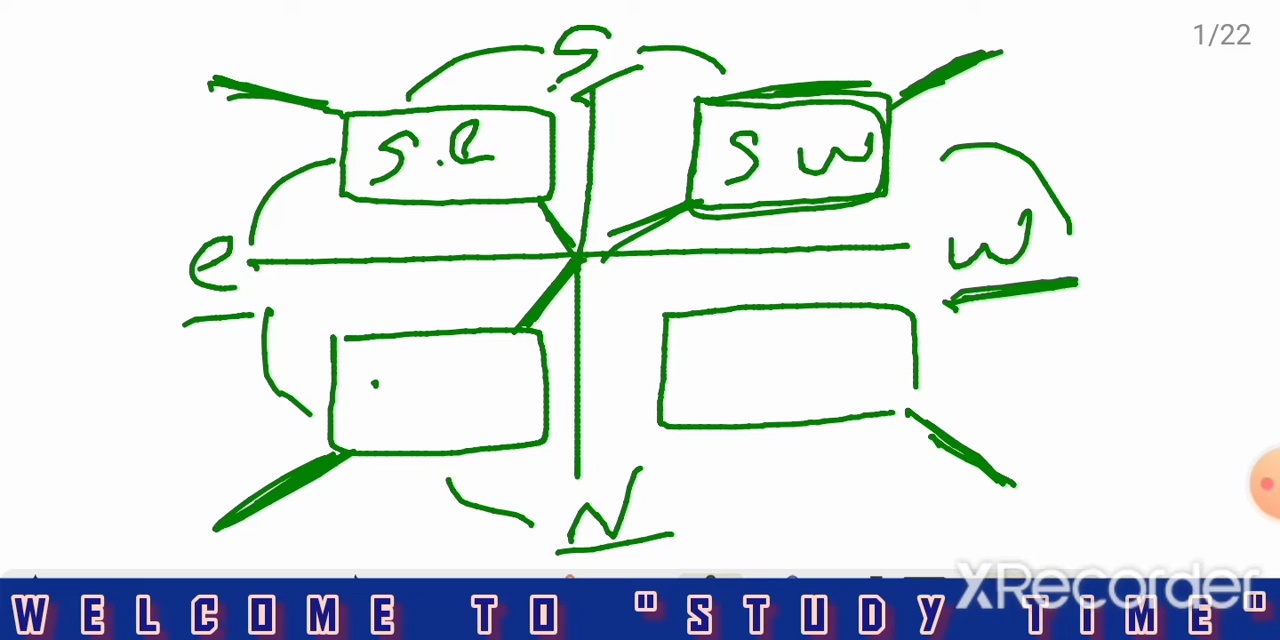 1/22
S
S.e
S W
e
W
N
XRecorder
WELCOME TO "STUDY TIME"